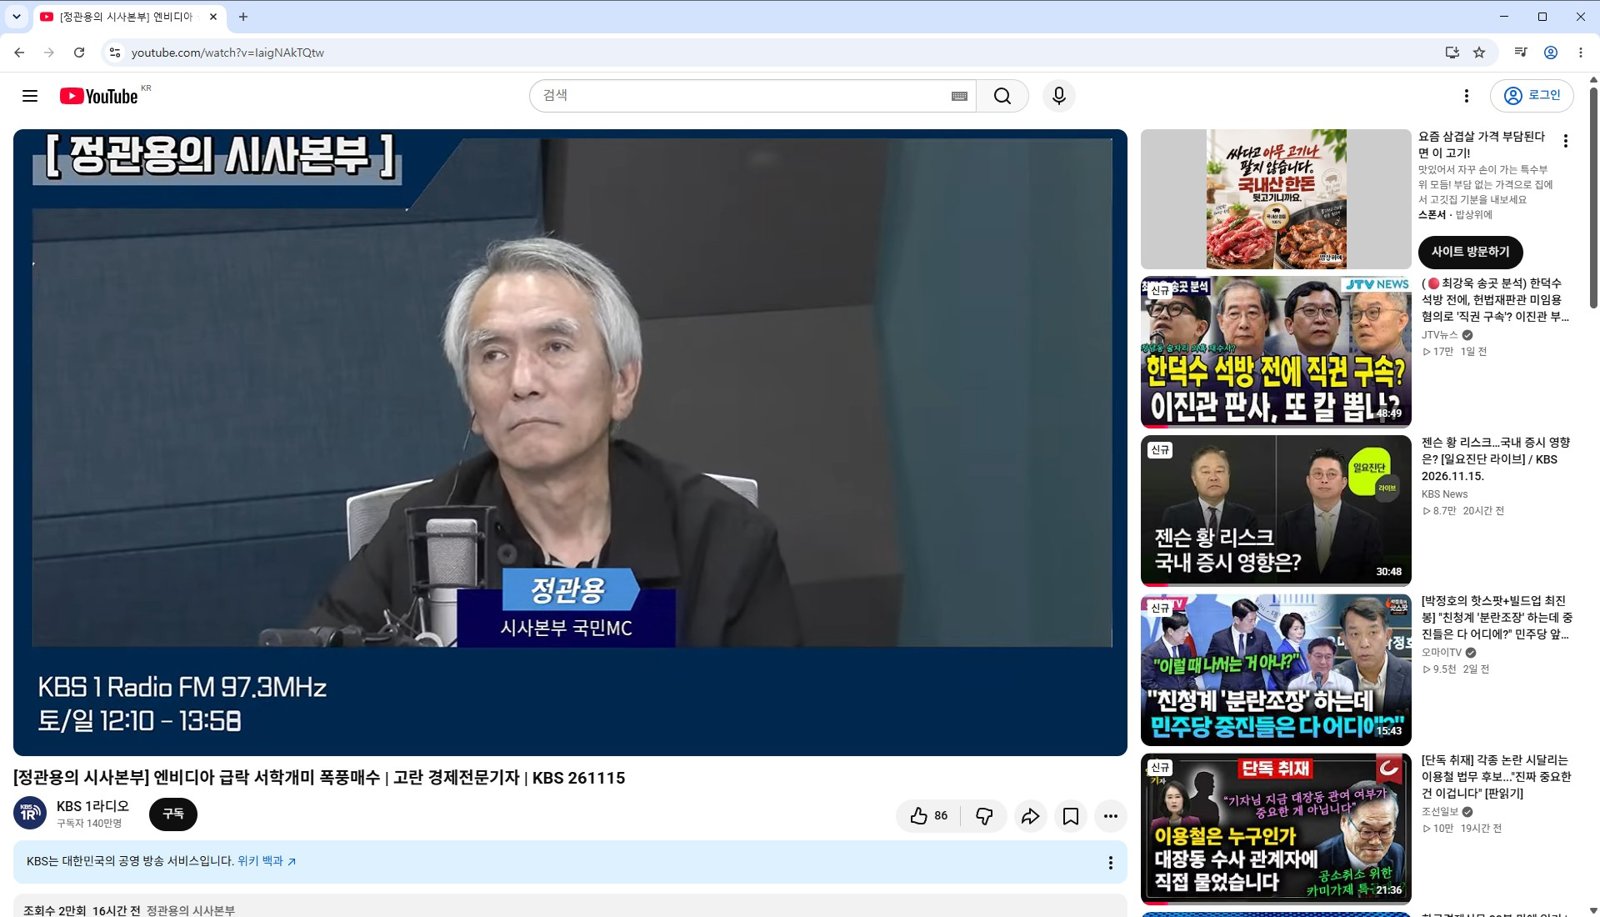 [정관용의 시사본부] 엔비디아
youtube.com/watch?v=IaigNAkTQtw
YouTube KR
검색
로그인
[ 정관용의 시사본부 ]
정관용
시사본부 국민MC
KBS 1 Radio FM 97.3MHz
토/일 12:10 - 13:58
[정관용의 시사본부] 엔비디아 급락 서학개미 폭풍매수 | 고란 경제전문기자 | KBS 261115
KBS 1R
KBS 1라디오
구독자 140만명
구독
86
KBS는 대한민국의 공영 방송 서비스입니다. 위키 백과
조회수 2만회 16시간 전 정관용의 시사본부
싸다고 아무 고기나
팔지 않습니다.
국내산 한돈
뒷고기니까요.
밥상위에
요즘 삼겹살 가격 부담된다
면 이 고기!
맛있어서 자꾸 손이 가는 특수부
위 모듬! 부담 없는 가격으로 집에
서 고깃집 기분을 내보세요
스폰서 · 밥상위에
사이트 방문하기
신규
송곳 분석
JTV NEWS
한덕수 석방 전에 직권 구속?
이진관 판사, 또 칼 뽑나?
48:49
(최강욱 송곳 분석) 한덕수
석방 전에, 헌법재판관 미임용
혐의로 '직권 구속'? 이진관 부...
JTV뉴스
17만 1일 전
신규
일요진단
라이브
젠슨 황 리스크
국내 증시 영향은?
30:48
젠슨 황 리스크...국내 증시 영향
은? [일요진단 라이브] / KBS
2026.11.15.
KBS News
8.7만 20시간 전
신규
"이럴 때 나서는 거 아냐?"
"친청계 '분란조장' 하는데
민주당 중진들은 다 어디에?"
15:43
[박정호의 핫스팟+빌드업 최진
봉] "친청계 '분란조장' 하는데 중
진들은 다 어디에?" 민주당 앞...
오마이TV
9.5천 2일 전
신규
기자
단독 취재
"기자님 지금 대장동 관여 여부가
중요한 게 아닙니다"
이용철은 누구인가
대장동 수사 관계자에
직접 물었습니다
공소취소 위한
21:36
[단독 취재] 각종 논란 시달리는
이용철 법무 후보..."진짜 중요한
건 이겁니다" [판읽기]
조선일보
10만 19시간 전